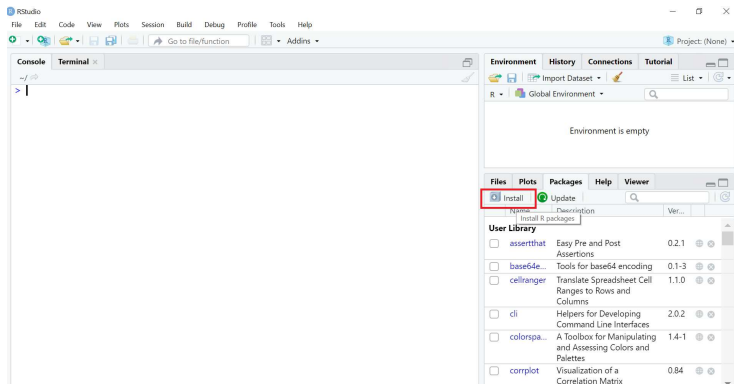 RStudio
File Edit Code View Plots Session Build Debug Profile Tools Help
Go to file/function Addins Project: (None)
Console Terminal
~/
>
Environment History Connections Tutorial
Import Dataset List
R Global Environment
Environment is empty
Files Plots Packages Help Viewer
Install Update
Name Description Ver...
Install R packages
User Library
assertthat Easy Pre and Post 0.2.1
Assertions
base64e... Tools for base64 encoding 0.1-3
cellranger Translate Spreadsheet Cell 1.1.0
Ranges to Rows and
Columns
cli Helpers for Developing 2.0.2
Command Line Interfaces
colorspa... A Toolbox for Manipulating 1.4-1
and Assessing Colors and
Palettes
corrplot Visualization of a 0.84
Correlation Matrix